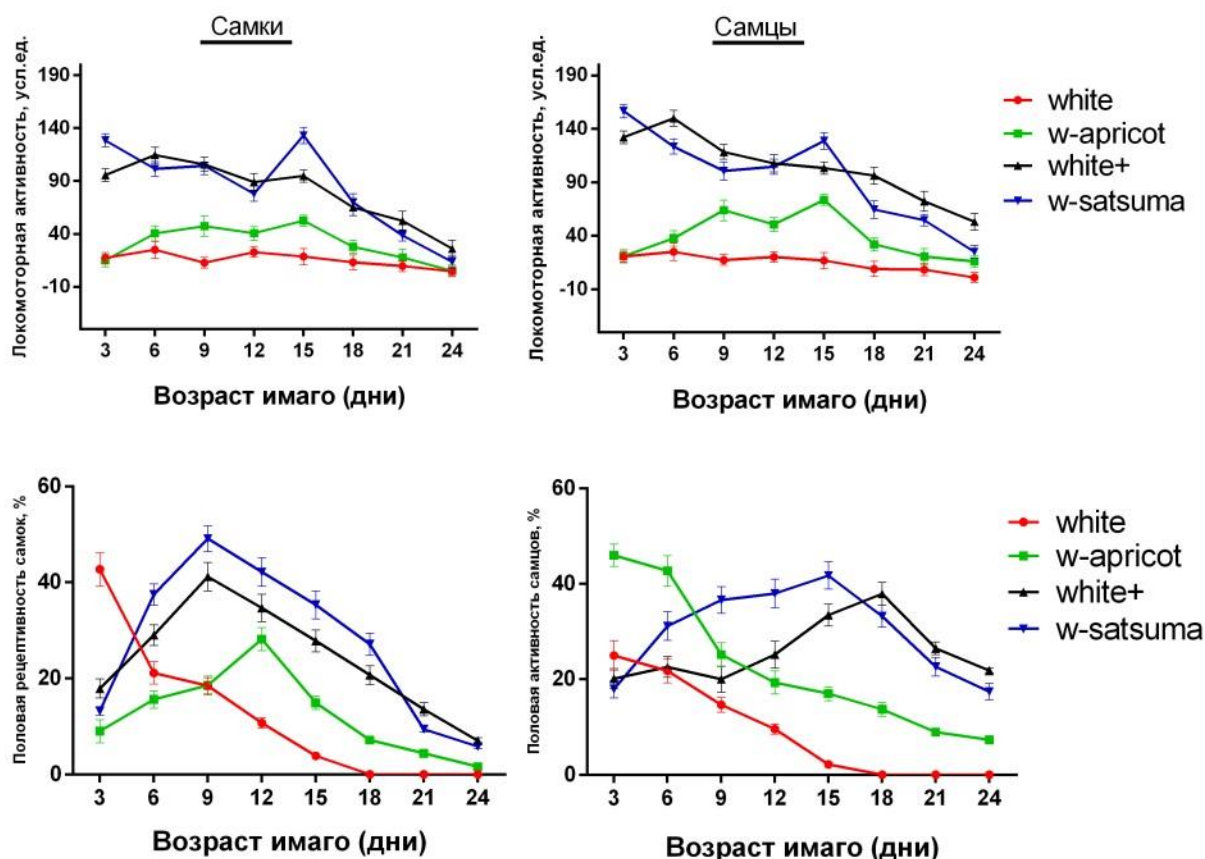 Самки
Самцы
Локомоторная активность, усл.ед.
190
140
90
40
-10
3 6 9 12 15 18 21 24
Возраст имаго (дни)
Локомоторная активность, усл.ед.
190
140
90
40
-10
3 6 9 12 15 18 21 24
Возраст имаго (дни)
white
w-apricot
white+
w-satsuma
Половая рецептивность самок, %
60
40
20
0
3 6 9 12 15 18 21 24
Возраст имаго (дни)
Половая активность самцов, %
60
40
20
0
3 6 9 12 15 18 21 24
Возраст имаго (дни)
white
w-apricot
white+
w-satsuma